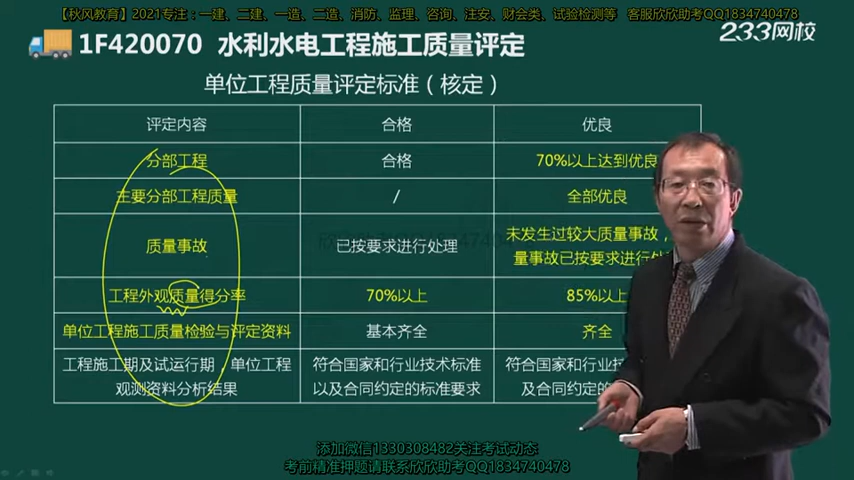 【秋风教育】2021专注：一建、二建、一造、二造、消防、监理、咨询、注安、财会类、试验检测等 客服欣欣助考QQ1834740478
1F420070 水利水电工程施工质量评定
233网校
单位工程质量评定标准（核定）
评定内容 合格 优良
分部工程 合格 70%以上达到优良
主要分部工程质量 / 全部优良
质量事故 已按要求进行处理 未发生过较大质量事故，
量事故已按要求进行处
工程外观质量得分率 70%以上 85%以上
单位工程施工质量检验与评定资料 基本齐全 齐全
工程施工期及试运行期，单位工程 符合国家和行业技术标准 符合国家和行业技
观测资料分析结果 以及合同约定的标准要求 及合同约定的
添加微信1330308482关注考试动态
考前精准押题请联系欣欣助考QQ1834740478